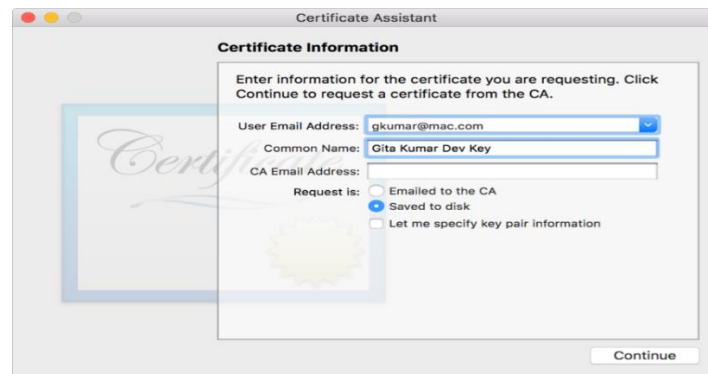 Certificate Assistant
Certificate Information
Enter information for the certificate you are requesting. Click
Continue to request a certificate from the CA.
User Email Address: gkumar@mac.com
Common Name: Gita Kumar Dev Key
CA Email Address:
Request is: Emailed to the CA
Saved to disk
Let me specify key pair information
Certificate
Continue